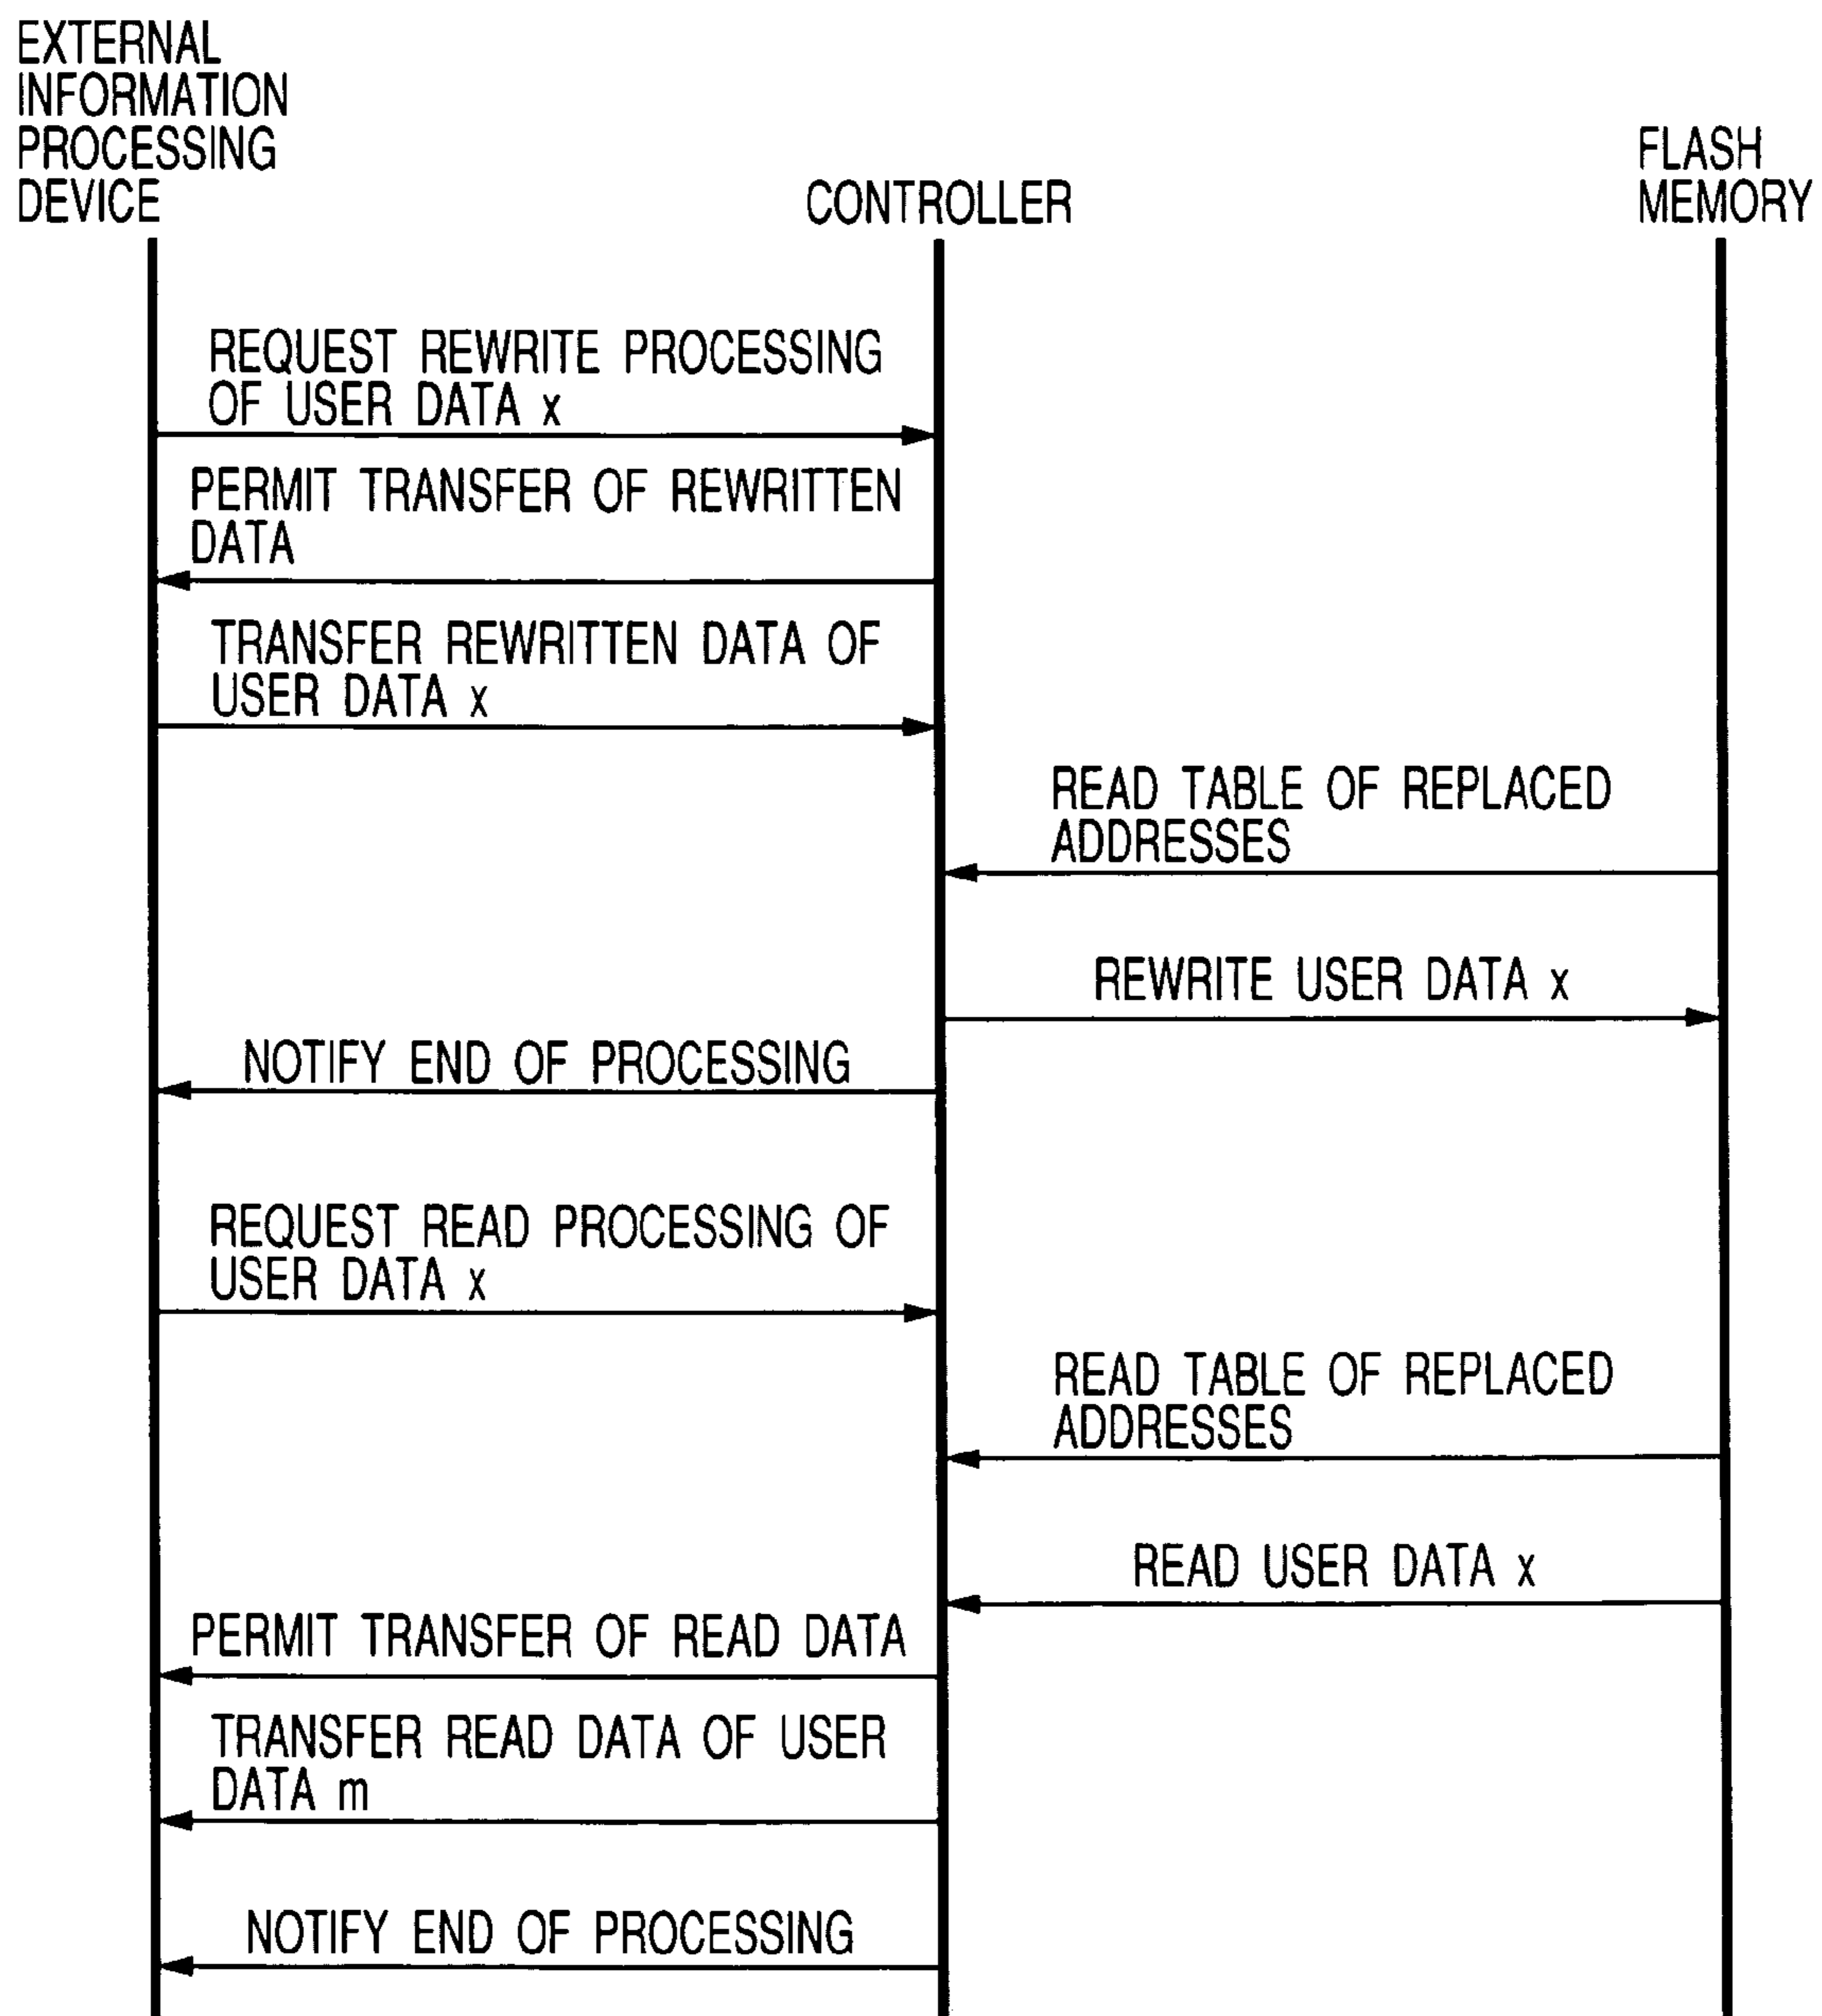 EXTERNAL
INFORMATION
PROCESSING
DEVICE
CONTROLLER
FLASH
MEMORY
REQUEST REWRITE PROCESSING
OF USER DATA x
PERMIT TRANSFER OF REWRITTEN
DATA
TRANSFER REWRITTEN DATA OF
USER DATA x
READ TABLE OF REPLACED
ADDRESSES
REWRITE USER DATA x
NOTIFY END OF PROCESSING
REQUEST READ PROCESSING OF
USER DATA x
READ TABLE OF REPLACED
ADDRESSES
READ USER DATA x
PERMIT TRANSFER OF READ DATA
TRANSFER READ DATA OF USER
DATA m
NOTIFY END OF PROCESSING